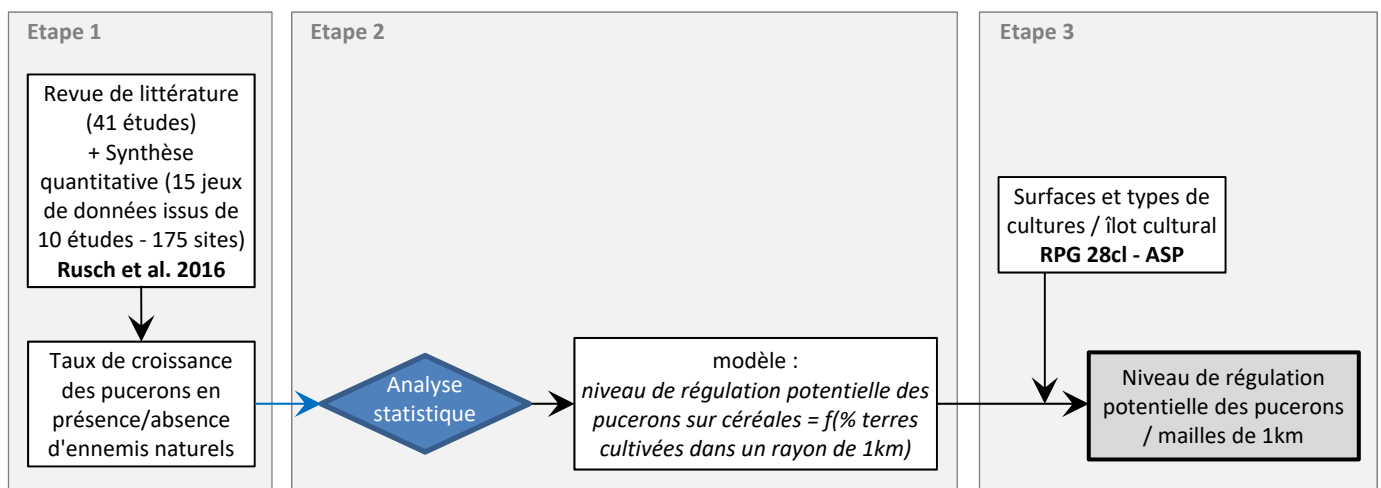 Etape 1
Revue de littérature
(41 études)
+ Synthèse
quantitative (15 jeux
de données issus de
10 études - 175 sites)
Rusch et al. 2016
Taux de croissance
des pucerons en
présence/absence
d'ennemis naturels
Etape 2
Analyse
statistique
modèle :
niveau de régulation potentielle des
pucerons sur céréales = f(% terres
cultivées dans un rayon de 1km)
Etape 3
Surfaces et types de
cultures / îlot cultural
RPG 28cl - ASP
Niveau de régulation
potentielle des pucerons
/ mailles de 1km